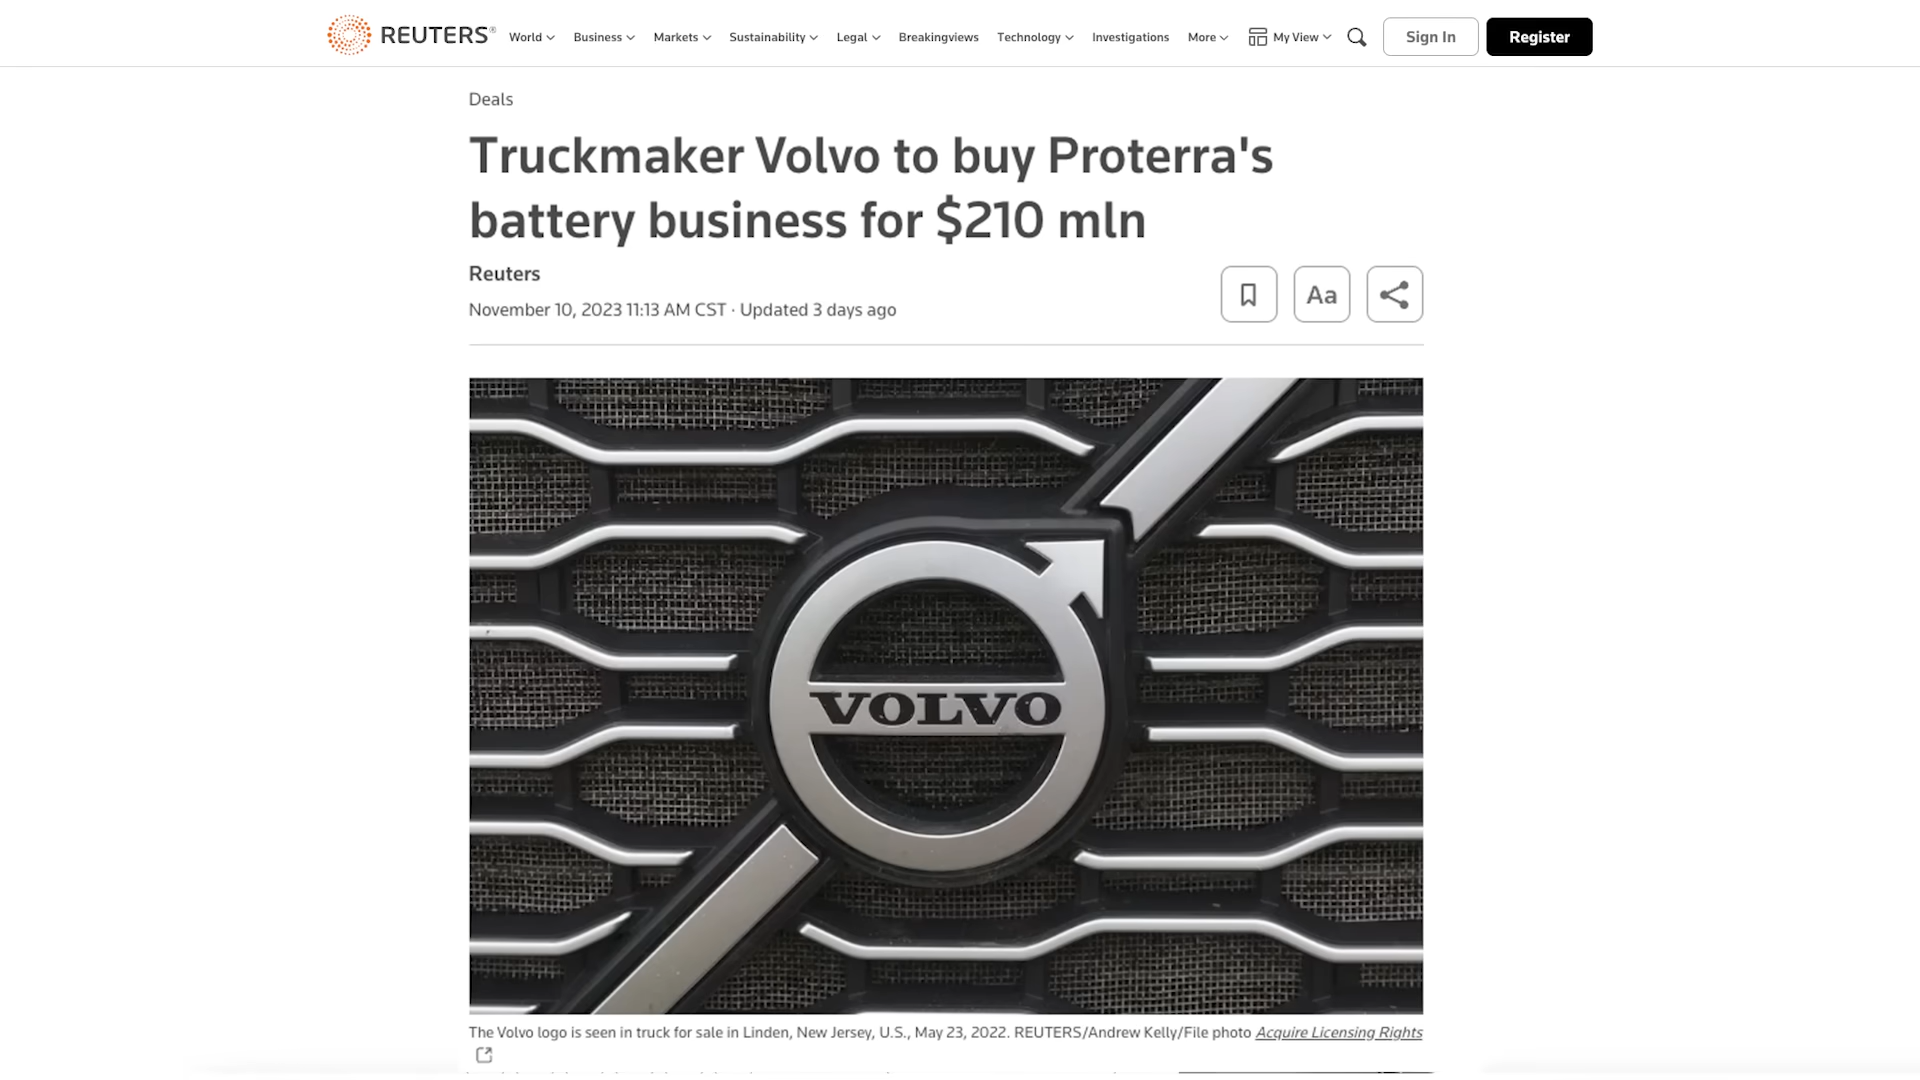 REUTERS® World Business Markets Sustainability Legal Breakingviews Technology Investigations More My View Sign In Register
Deals
Truckmaker Volvo to buy Proterra's
battery business for $210 mln
Reuters
November 10, 2023 11:13 AM CST · Updated 3 days ago
Aa
VOLVO
The Volvo logo is seen in truck for sale in Linden, New Jersey, U.S., May 23, 2022. REUTERS/Andrew Kelly/File photo Acquire Licensing Rights